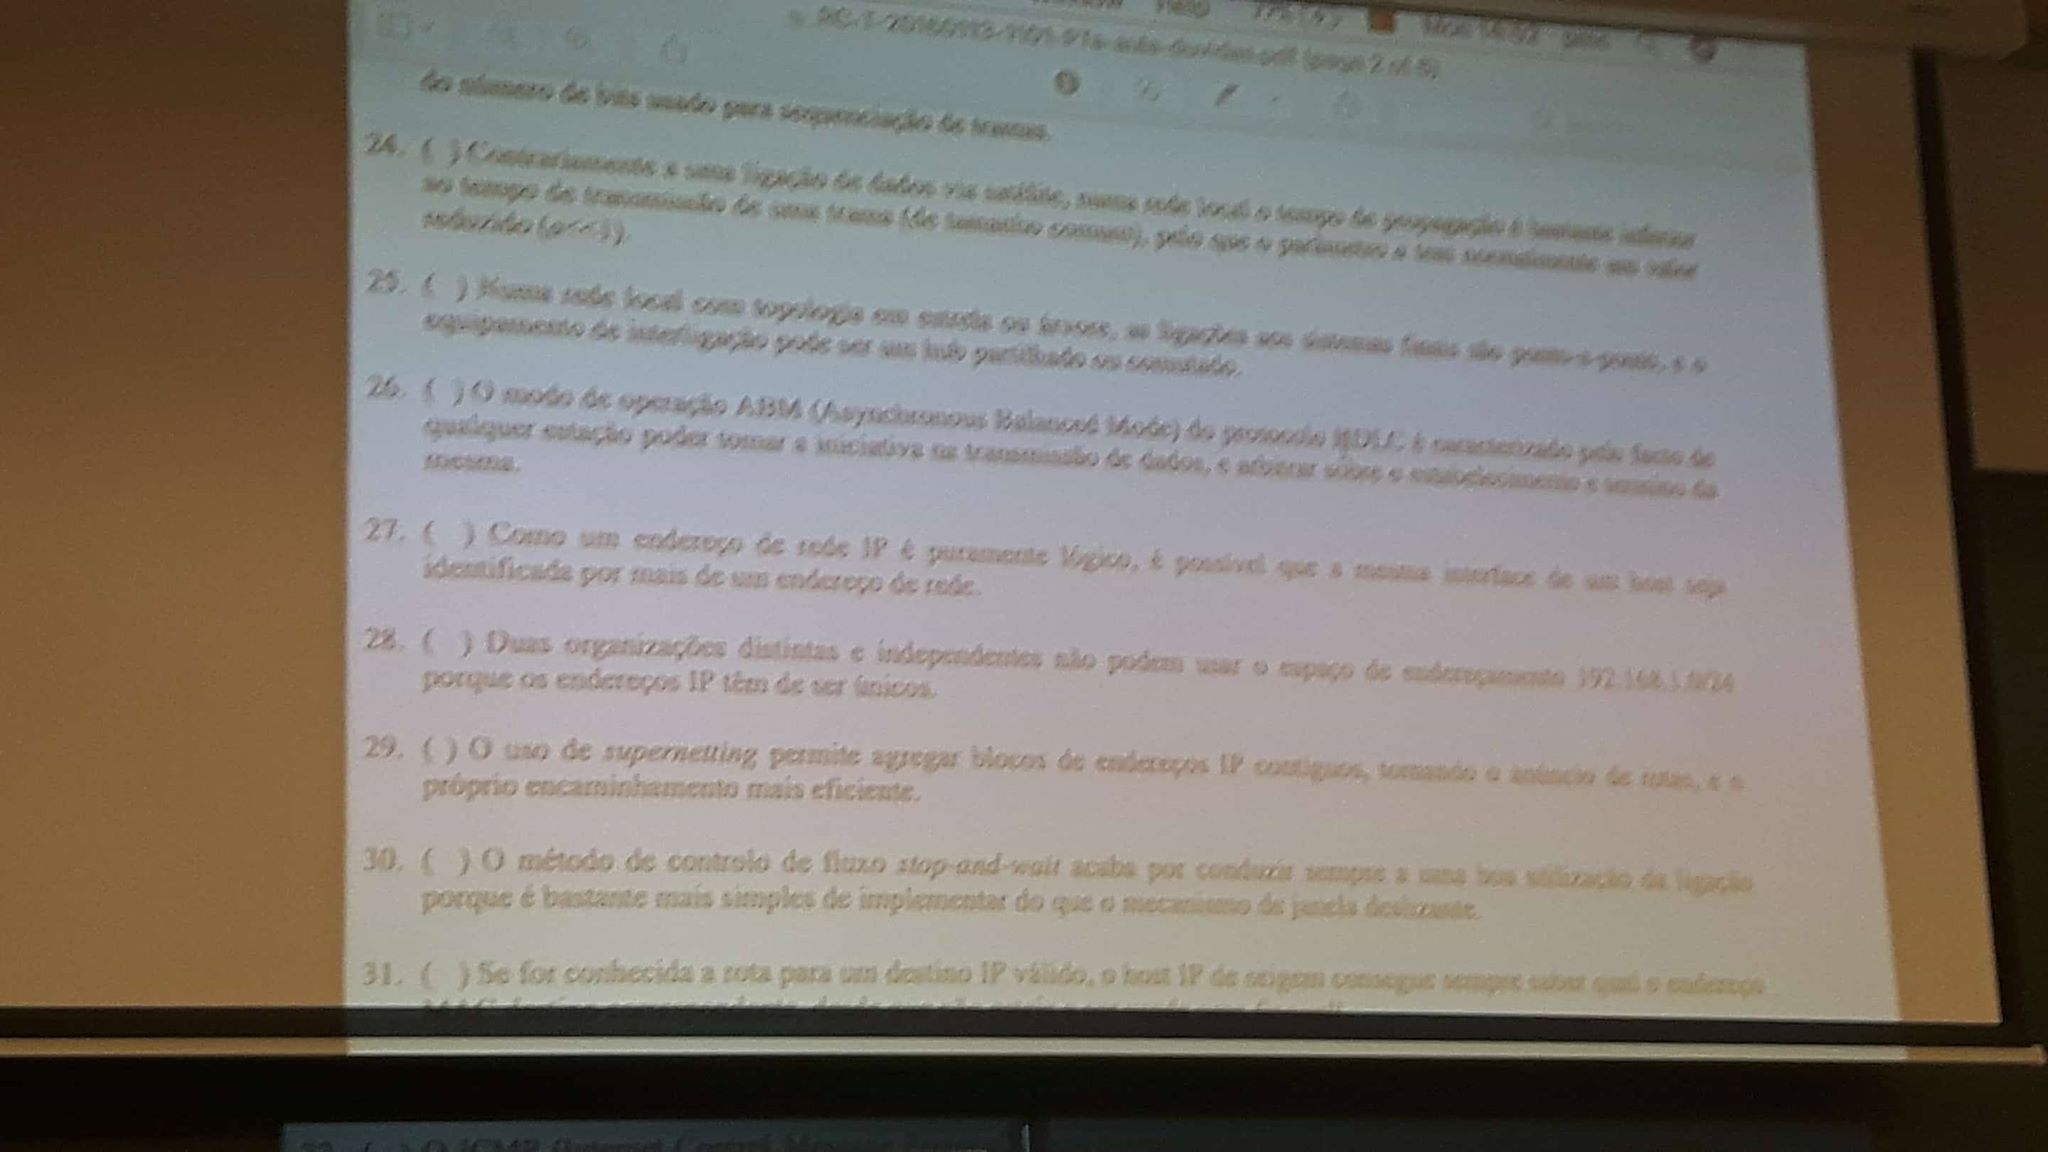 do número de bits usado para sequenciação de tramas.
24. ( ) Contrariamente a uma ligação de dados via satélite, numa rede local o tempo de propagação é bastante inferior
ao tempo de transmissão de uma trama (de tamanho comum), pelo que o parâmetro a tem normalmente um valor
reduzido (a<<1).
25. ( ) Numa rede local com topologia em estrela ou árvore, as ligações aos sistemas finais são ponto-a-ponto, e o
equipamento de interligação pode ser um hub partilhado ou comutado.
26. ( ) O modo de operação ABM (Asynchronous Balanced Mode) do protocolo HDLC é caracterizado pelo facto de
qualquer estação poder tomar a iniciativa na transmissão de dados, e sobre o estabelecimento e término da
mesma.
27. ( ) Como um endereço de rede IP é puramente lógico, é possível que a mesma interface de um host seja
identificada por mais de um endereço de rede.
28. ( ) Duas organizações distintas e independentes não podem usar o espaço de endereçamento 192.168.1.0/24
porque os endereços IP têm de ser únicos.
29. ( ) O uso de supernetting permite agregar blocos de endereços IP contíguos, tornando o anúncio de rotas, e o
próprio encaminhamento mais eficiente.
30. ( ) O método de controlo de fluxo stop-and-wait acaba por conduzir sempre a uma boa utilização da ligação
porque é bastante mais simples de implementar do que o mecanismo de janela deslizante.
31. ( ) Se for conhecida a rota para um destino IP válido, o host IP de origem consegue sempre saber qual o endereço